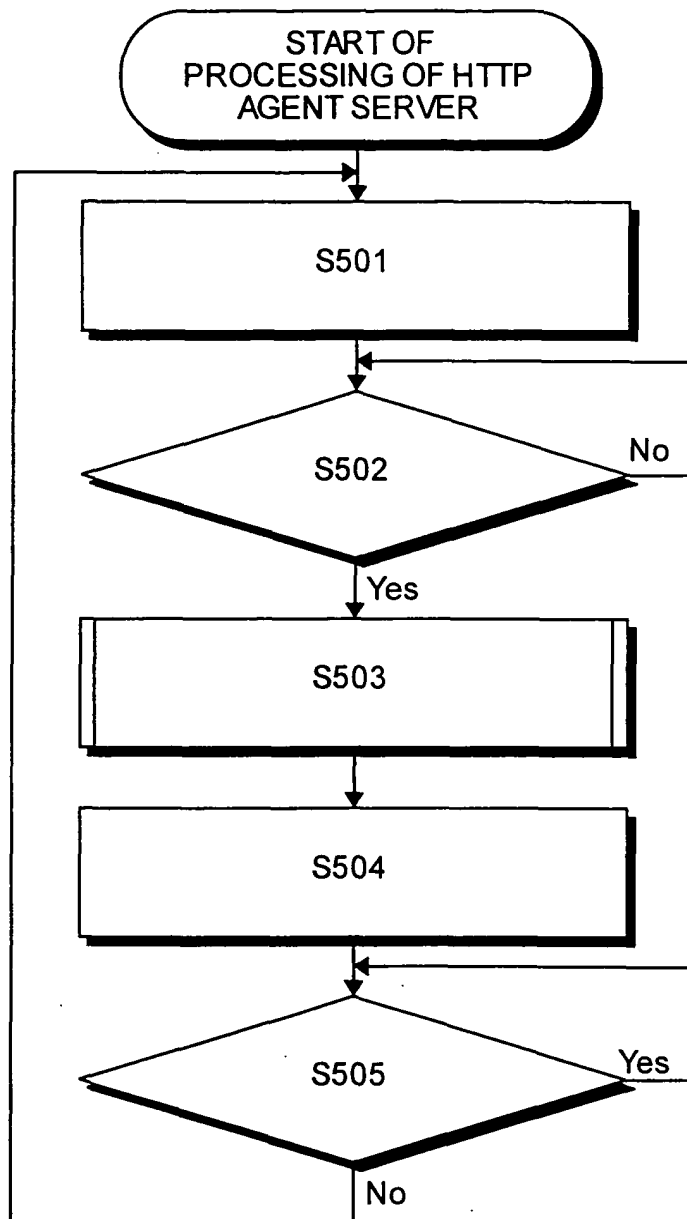 START OF
PROCESSING OF HTTP
AGENT SERVER
S501
S502
No
Yes
S503
S504
S505
Yes
No